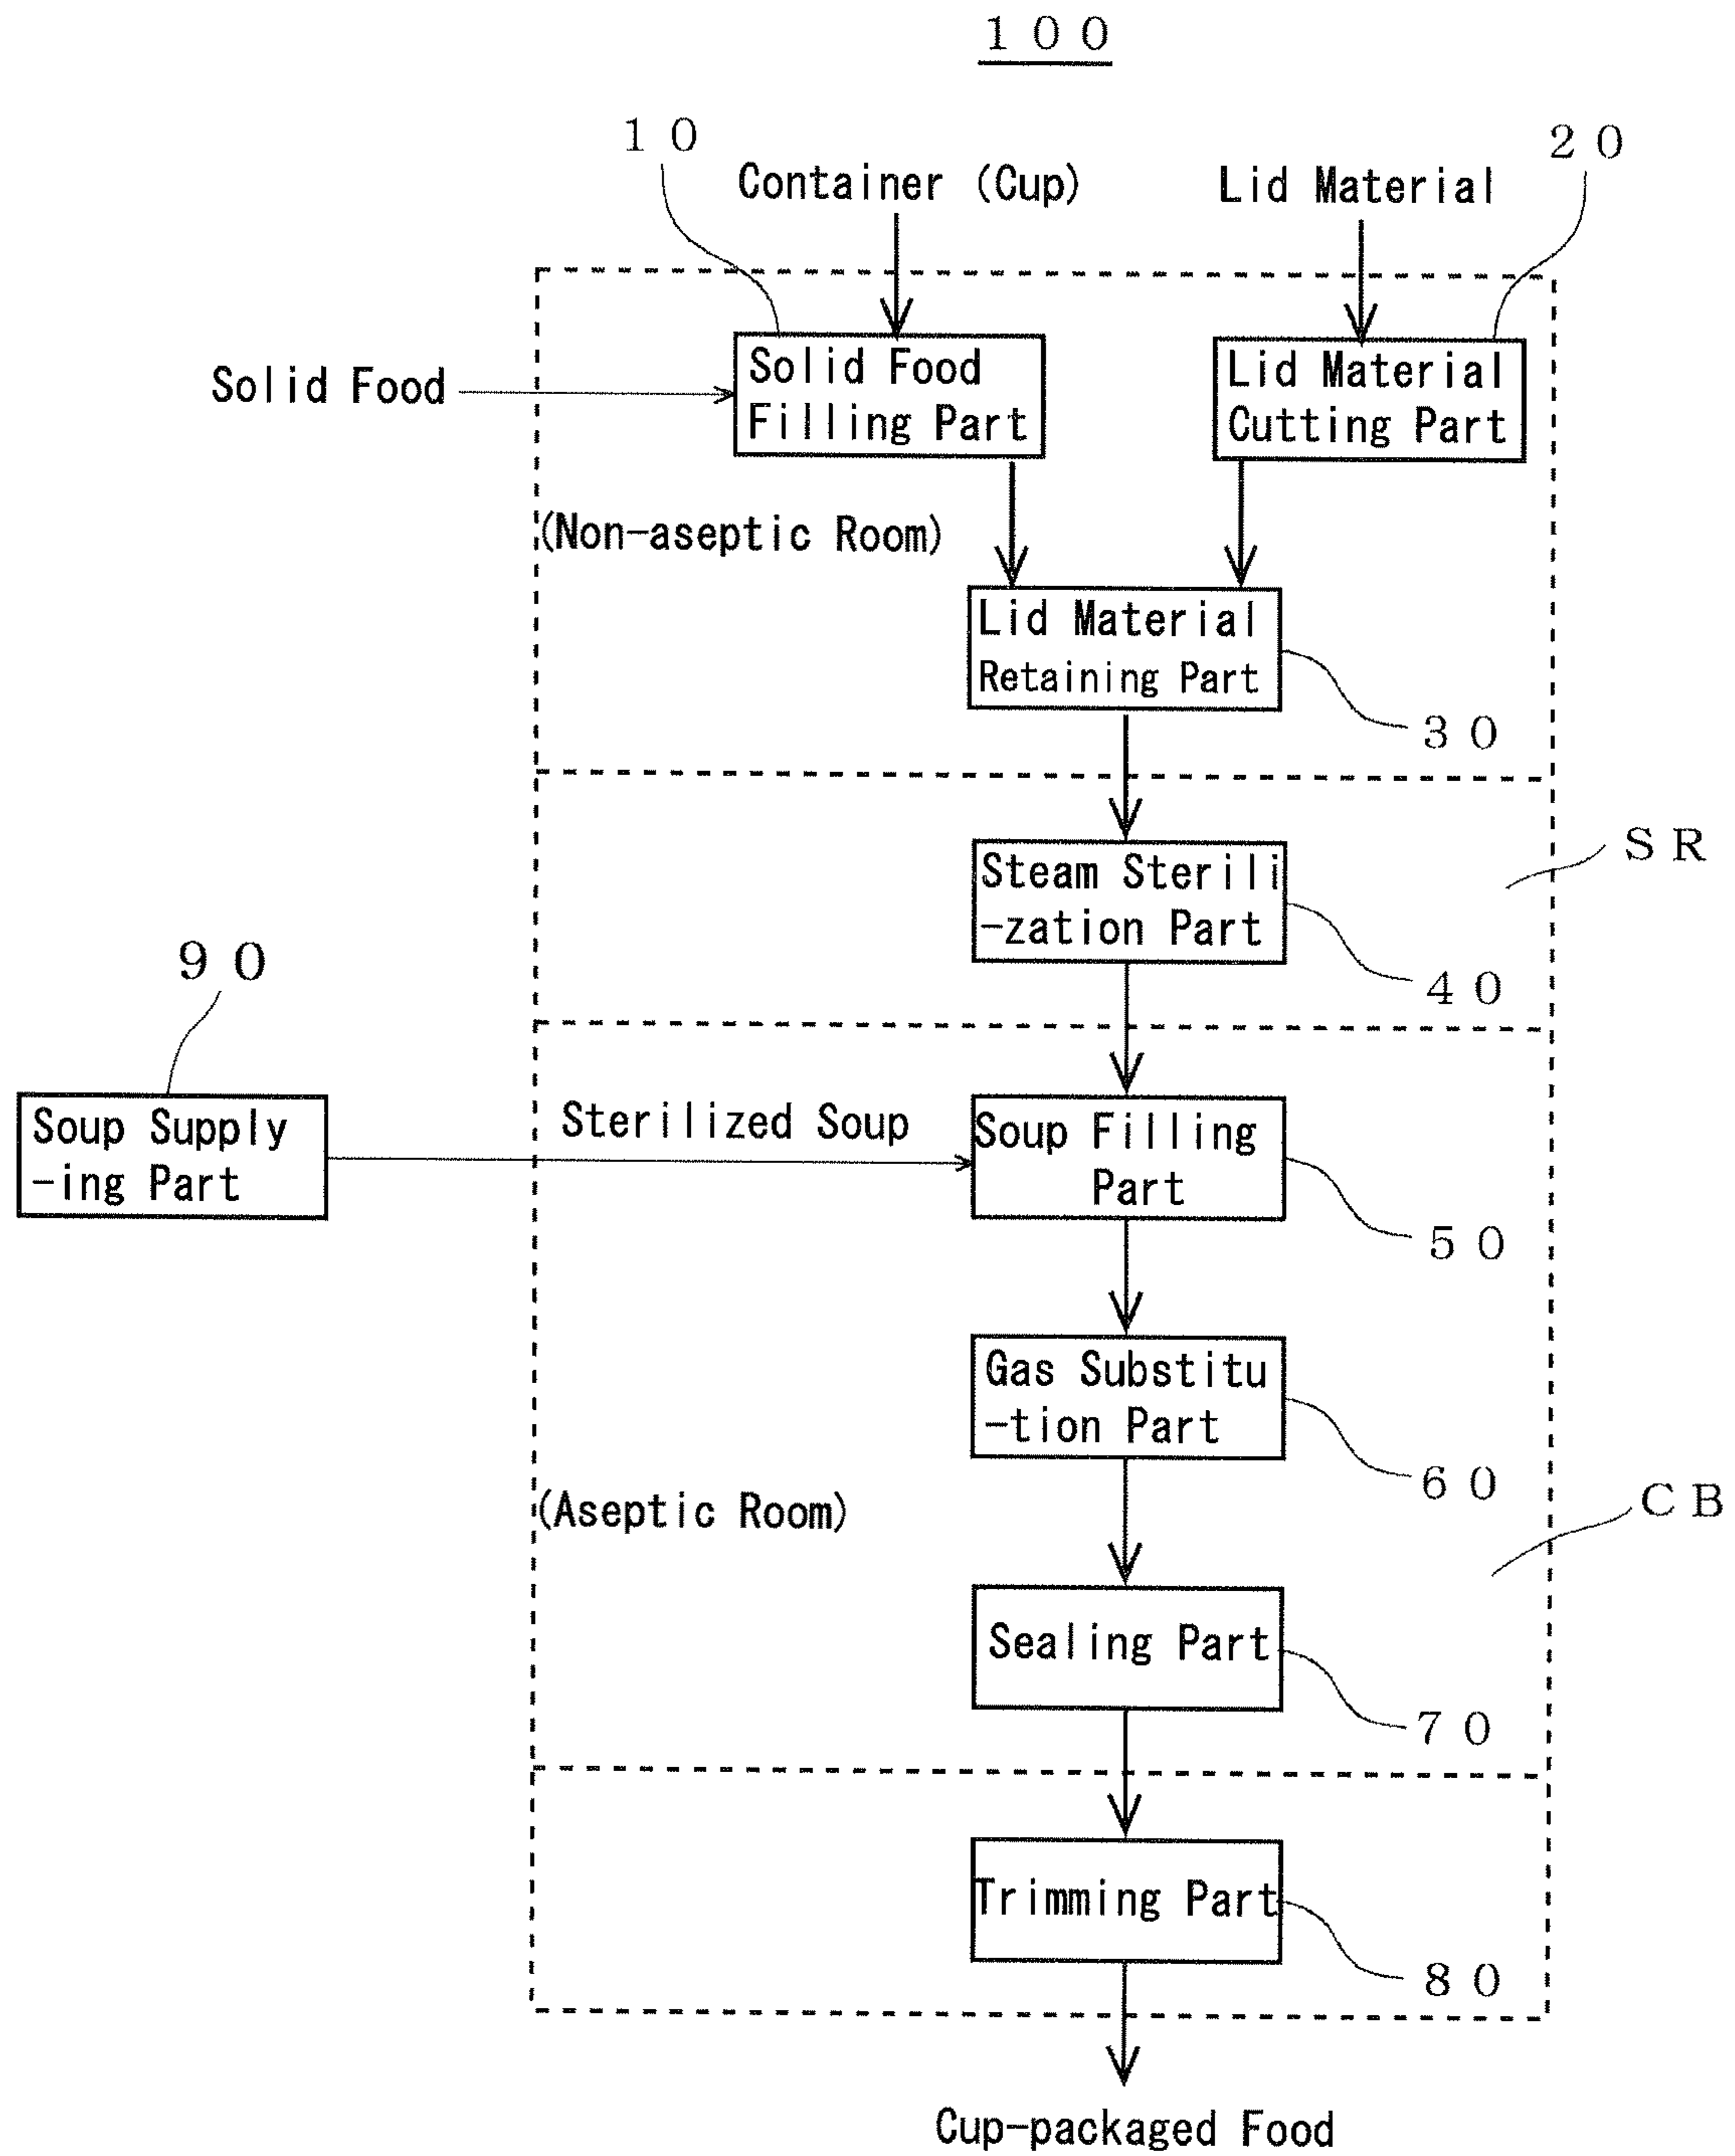 100
10
20
Container (Cup)
Lid Material
Solid Food
Solid Food
Filling Part
Lid Material
Cutting Part
(Non-aseptic Room)
Lid Material
Retaining Part
30
SR
Steam Sterili
-zation Part
40
90
Soup Supply
-ing Part
Sterilized Soup
Soup Filling
Part
50
Gas Substitu
-tion Part
60
(Aseptic Room)
CB
Sealing Part
70
Trimming Part
80
Cup-packaged Food